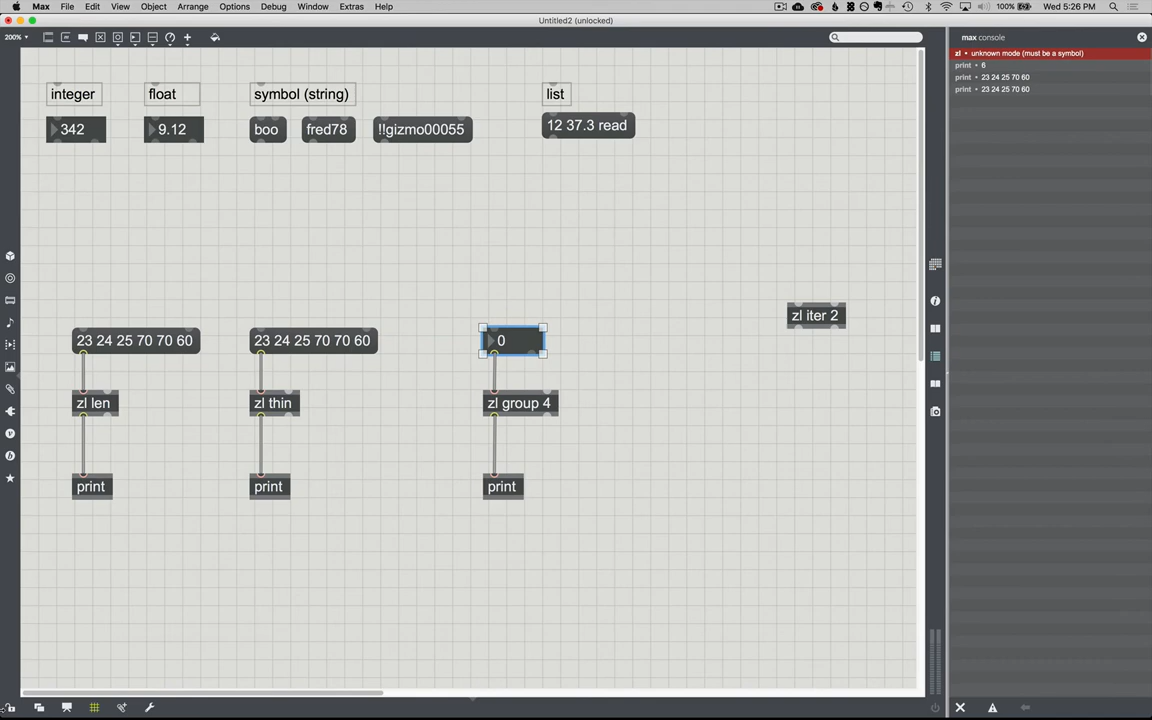 Max File Edit View Object Arrange Options Debug Window Extras Help
100% Wed 5:26 PM
Untitled2 (unlocked)
200%
max console
zl • unknown mode (must be a symbol)
print • 6
print • 23 24 25 70 60
print • 23 24 25 70 60
integer
float
symbol (string)
list
342
9.12
boo
fred78
!!gizmo00055
12 37.3 read
zl iter 2
23 24 25 70 70 60
23 24 25 70 70 60
0
zl len
zl thin
zl group 4
print
print
print